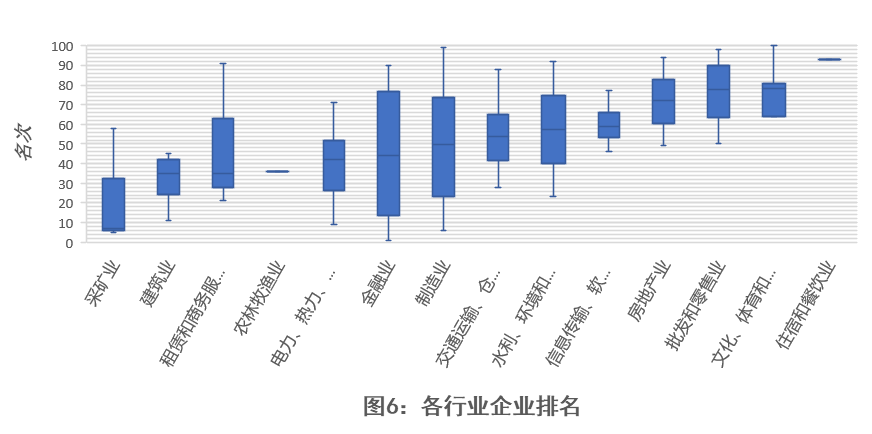 100
90
80
70
60
50
40
30
20
10
0
名次
采矿业
建筑业
租赁和商务服...
农林牧渔业
电力、热力、...
金融业
制造业
交通运输、仓...
水利、环境和...
信息传输、软...
房地产业
批发和零售业
文化、体育和...
住宿和餐饮业
图6：各行业企业排名